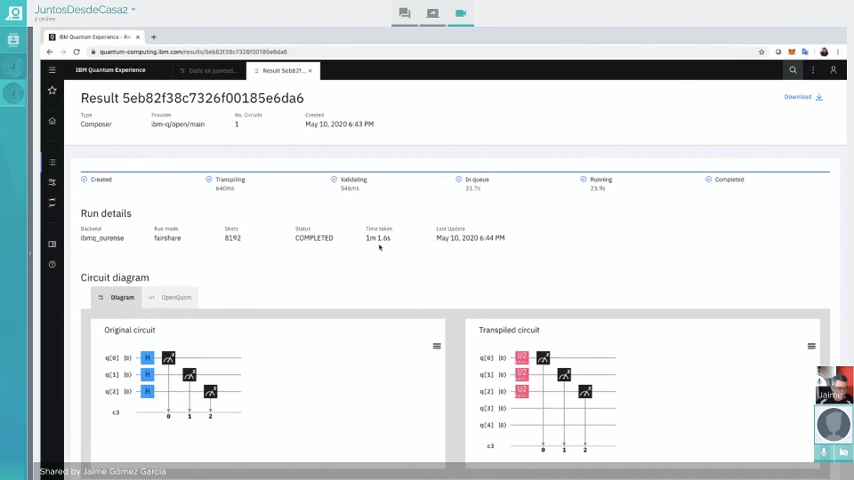 JuntosDesdeCasa2
2 online
IBM Quantum Experience - Ru
quantum-computing.ibm.com/results/5eb82f38c7326f00185e6da6
IBM Quantum Experience
Dado en juntosd...
Result 5eb82f...
Result 5eb82f38c7326f00185e6da6
Download
Type
Provider
No. Circuits
Created
Composer
ibm-q/open/main
1
May 10, 2020 6:43 PM
Created
Transpiling
Validating
In queue
Running
Completed
640ms
546ms
31.7s
23.9s
Run details
Backend
Run mode
Shots
Status
Time taken
Last Update
ibmq_ourense
fairshare
8192
COMPLETED
1m 1.6s
May 10, 2020 6:44 PM
Circuit diagram
Diagram
OpenQasm
Original circuit
Transpiled circuit
q[0] |0⟩ H z
q[1] |0⟩ H z
q[2] |0⟩ H z
c3
0 1 2
q[0] |0⟩ U2 z
q[1] |0⟩ U2 z
q[2] |0⟩ U2 z
q[3] |0⟩
q[4] |0⟩
c3
0 1 2
Jaime
Shared by Jaime Gómez García